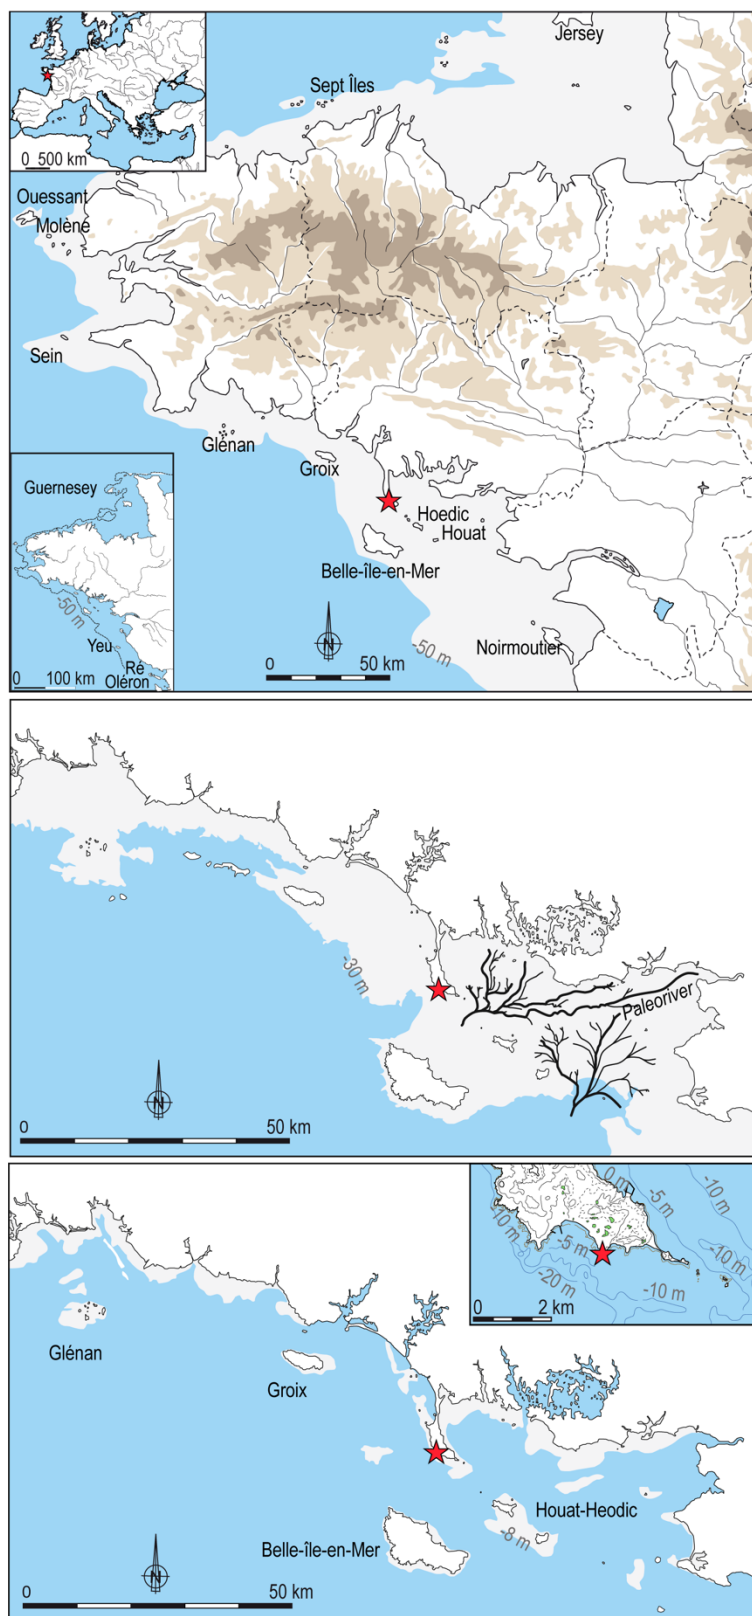 Jersey
Sept Îles
0 500 km
Ouessant
Molène
Sein
Glénan
Groix
Hoedic
Houat
Belle-île-en-Mer
Noirmoutier
-50 m
N
0 50 km
Guernesey
-50 m
Yeu
Ré
Oléron
0 100 km
-30 m
Paleoriver
N
0 50 km
0 m
-5 m
-10 m
-10 m
-5 m
-10 m
-20 m
-10 m
0 2 km
Glénan
Groix
Houat-Heodic
-8 m
Belle-île-en-Mer
N
0 50 km